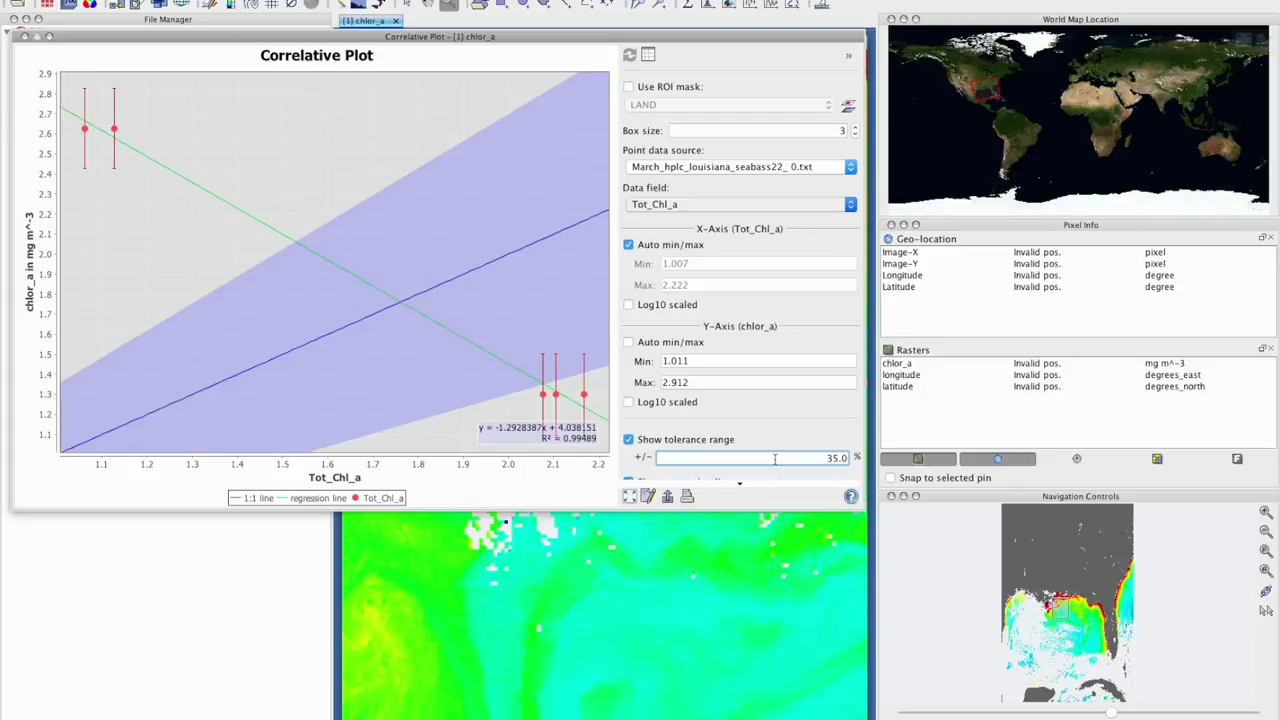 File Manager
[1] chlor_a
Correlative Plot - [1] chlor_a
Correlative Plot
2.9
2.8
2.7
2.6
2.5
2.4
2.3
2.2
2.1
2.0
1.9
1.8
1.7
1.6
1.5
1.4
1.3
1.2
1.1
chlor_a in mg m^-3
y = -1.2928387x + 4.038151
R² = 0.99489
1.1 1.2 1.3 1.4 1.5 1.6 1.7 1.8 1.9 2.0 2.1 2.2
Tot_Chl_a
1:1 line regression line Tot_Chl_a
»
Use ROI mask:
LAND
Box size: 3
Point data source:
March_hplc_louisiana_seabass22_ 0.txt
Data field:
Tot_Chl_a
X-Axis (Tot_Chl_a)
Auto min/max
Min: 1.007
Max: 2.222
Log10 scaled
Y-Axis (chlor_a)
Auto min/max
Min: 1.011
Max: 2.912
Log10 scaled
Show tolerance range
+/- 35.0 %
World Map Location
Pixel Info
Geo-location
Image-X Invalid pos. pixel
Image-Y Invalid pos. pixel
Longitude Invalid pos. degree
Latitude Invalid pos. degree
Rasters
chlor_a Invalid pos. mg m^-3
longitude Invalid pos. degrees_east
latitude Invalid pos. degrees_north
Snap to selected pin
Navigation Controls